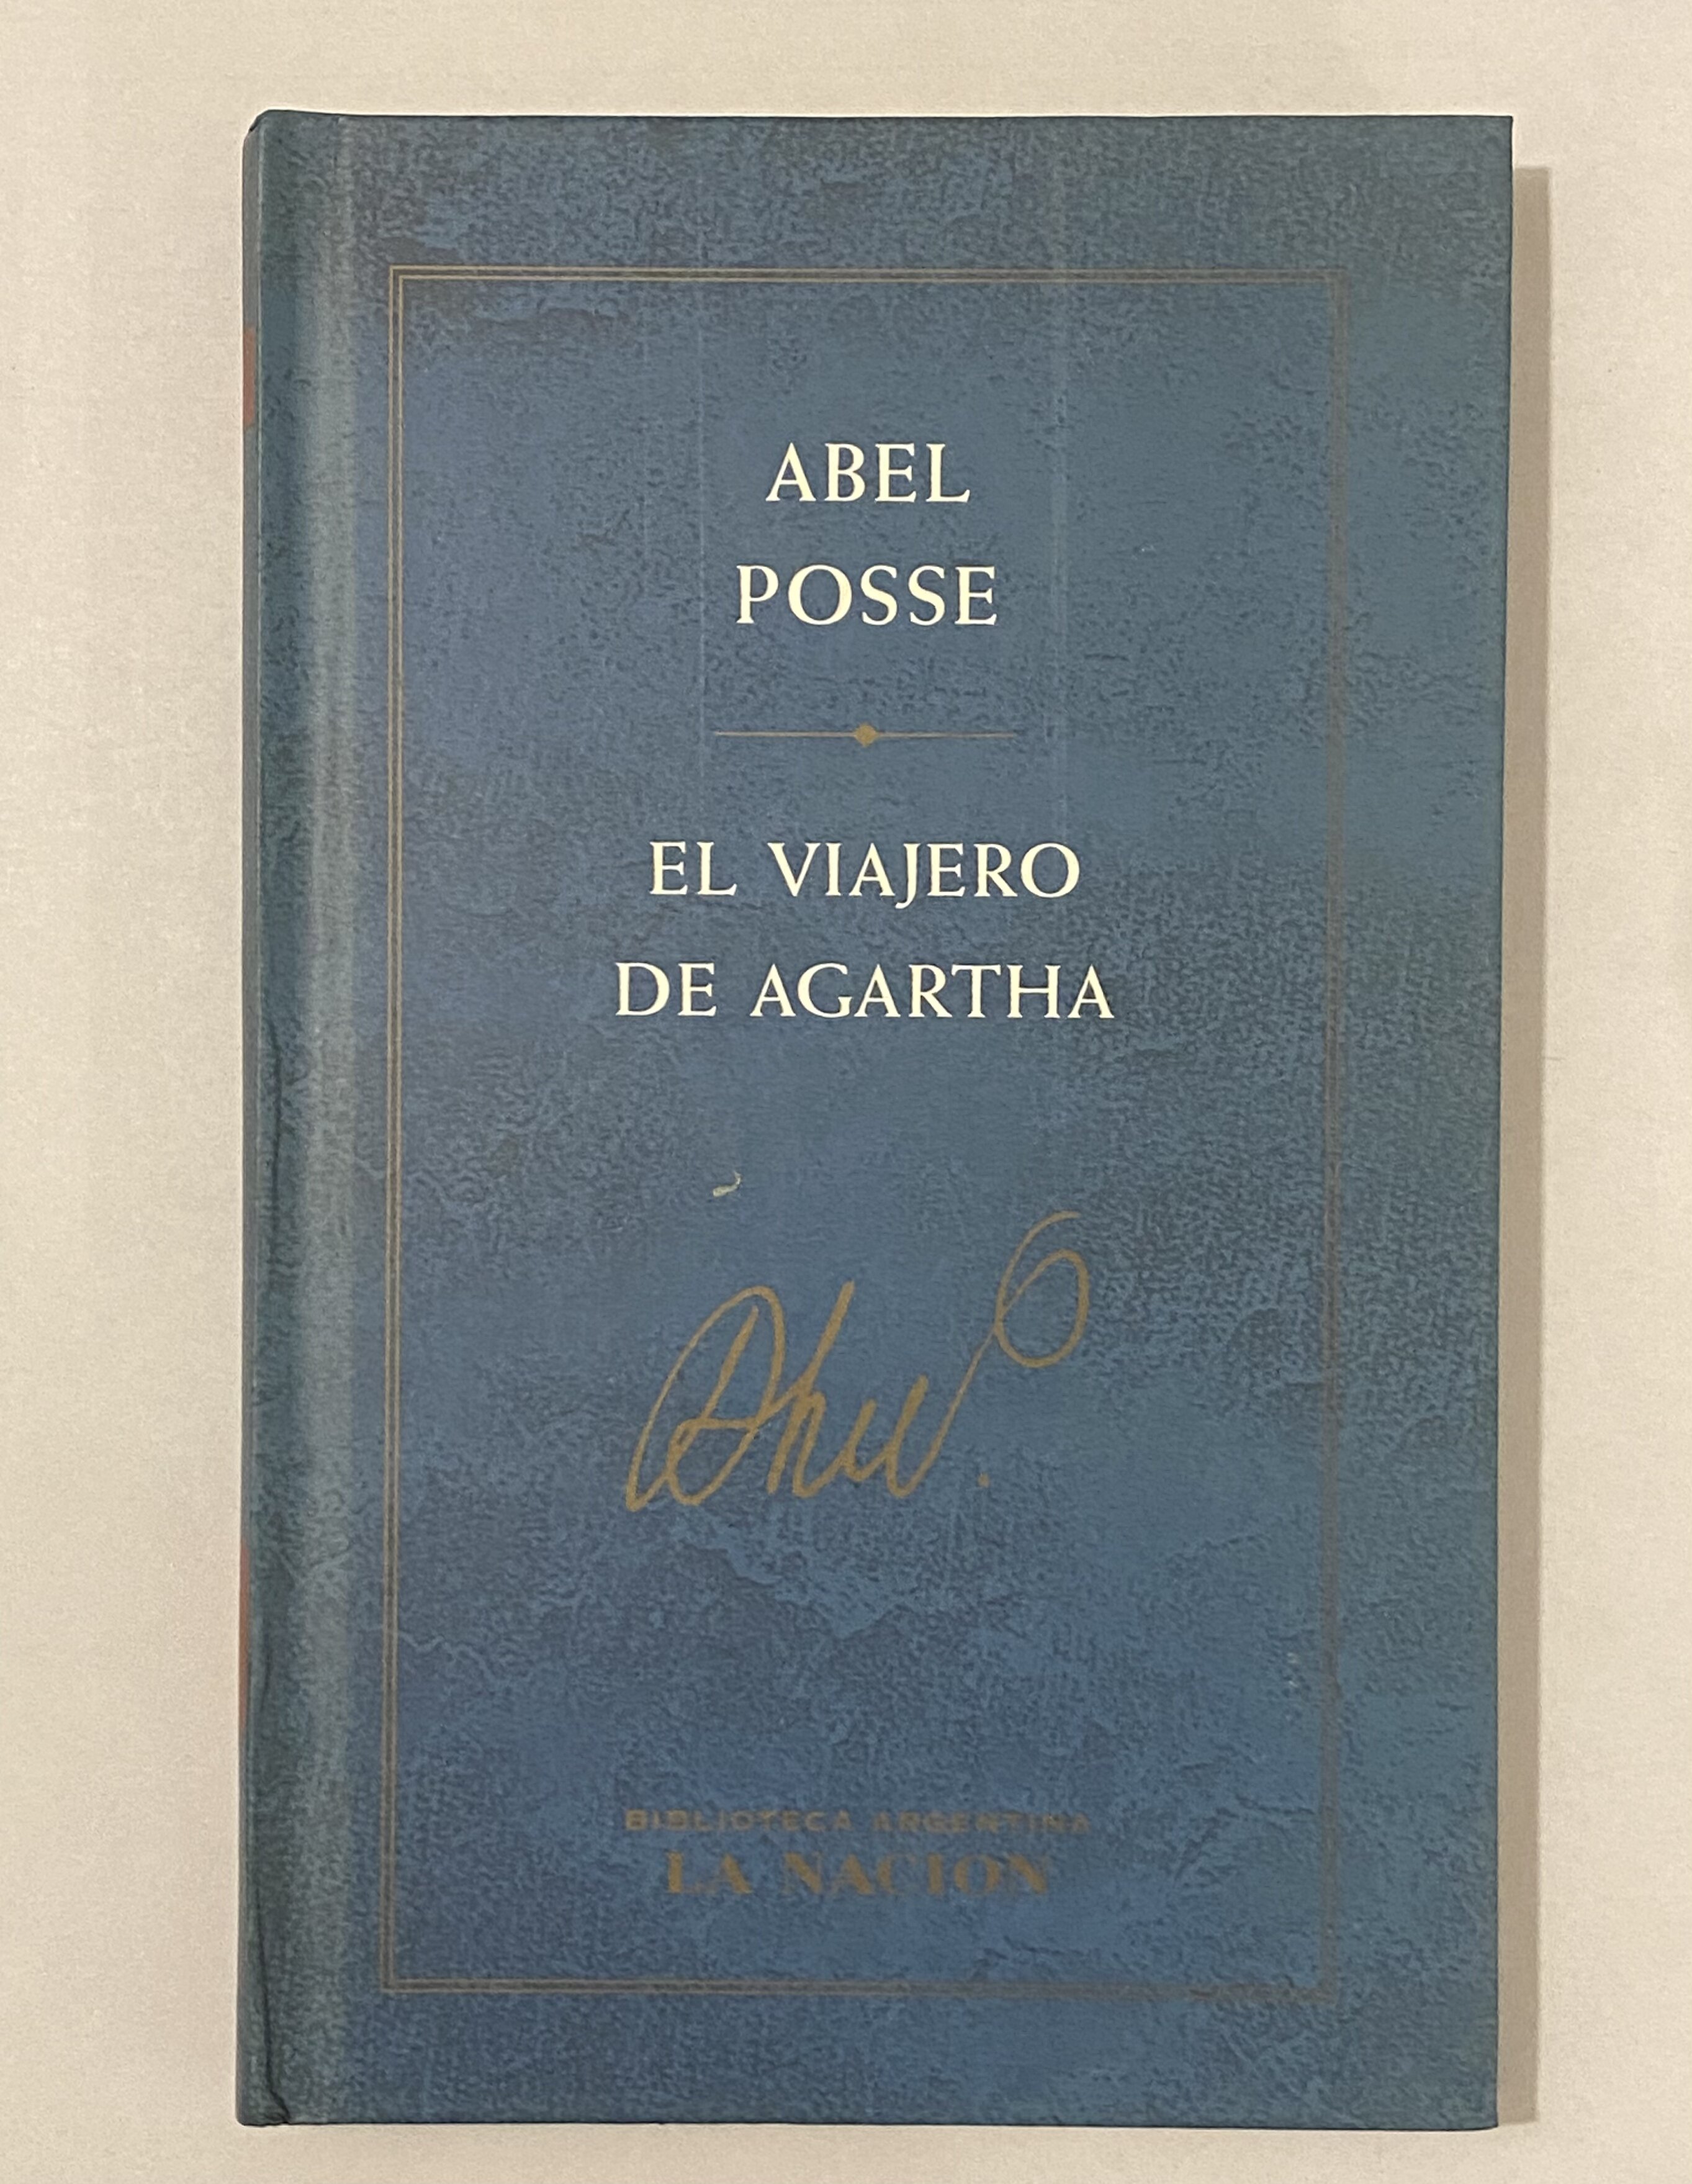 ABEL
POSSE
EL VIAJERO
DE AGARTHA
BIBLIOTECA ARGENTINA
LA NACION